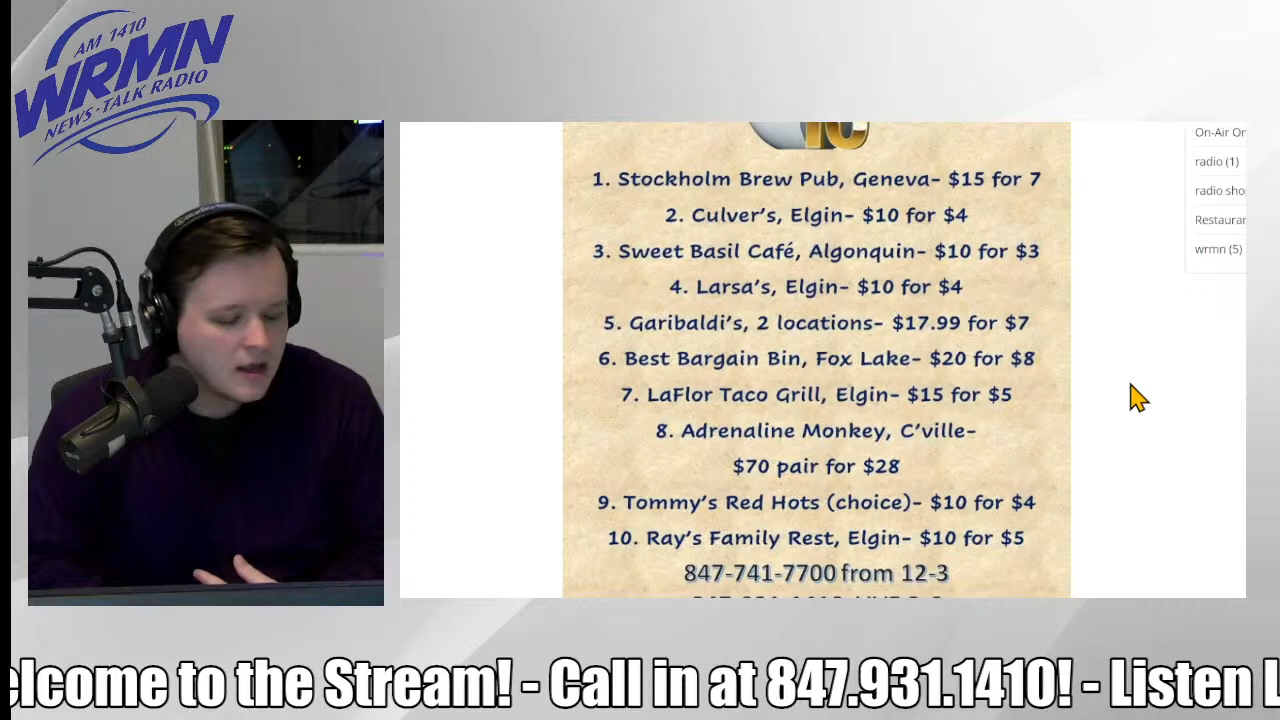 AM 1410
WRMN
NEWS·TALK RADIO
10
1. Stockholm Brew Pub, Geneva- $15 for 7
2. Culver's, Elgin- $10 for $4
3. Sweet Basil Café, Algonquin- $10 for $3
4. Larsa's, Elgin- $10 for $4
5. Garibaldi's, 2 locations- $17.99 for $7
6. Best Bargain Bin, Fox Lake- $20 for $8
7. LaFlor Taco Grill, Elgin- $15 for $5
8. Adrenaline Monkey, C'ville-
$70 pair for $28
9. Tommy's Red Hots (choice)- $10 for $4
10. Ray's Family Rest, Elgin- $10 for $5
847-741-7700 from 12-3
On-Air Or
radio (1)
radio sho
Restauran
wrmn (5)
elcome to the Stream! - Call in at 847.931.1410! - Listen L